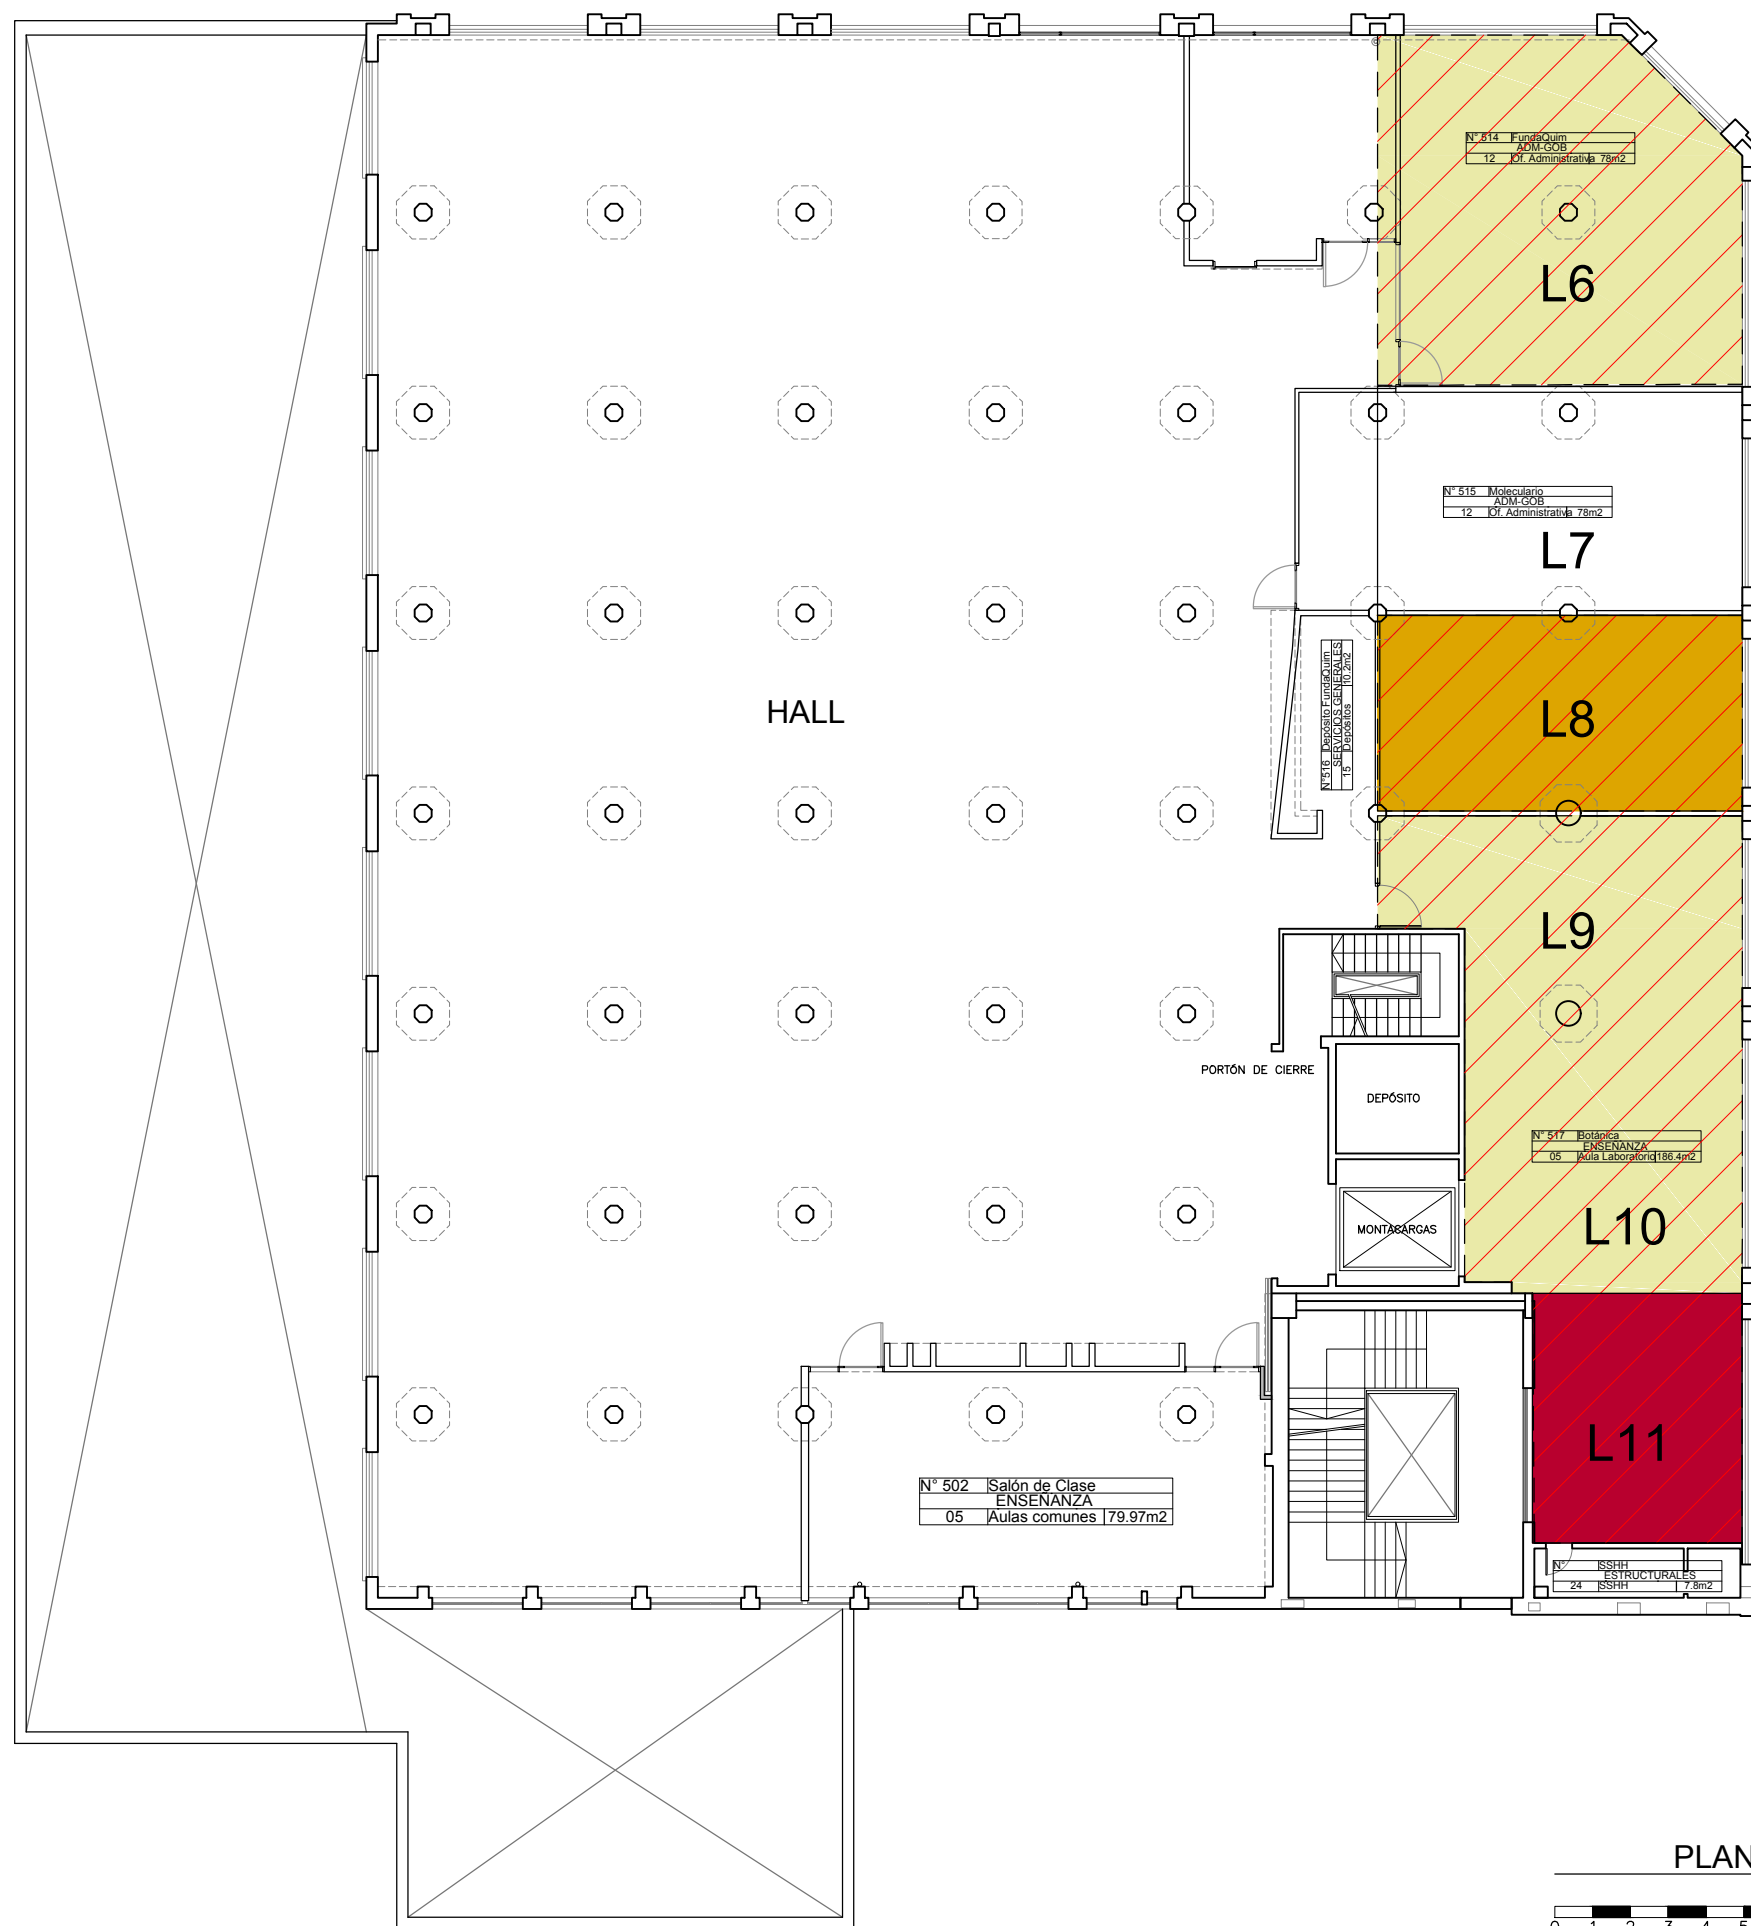 N° 514 FundaQuim
ADM-GOB
12 Of. Administrativa 78m2
L6
N° 515 Moleculario
ADM-GOB
12 Of. Administrativa 78m2
L7
N°516 Depósito FundaQuim
SERVICIOS GENERALES
15 Depósitos 10.2m2
HALL
L8
L9
PORTÓN DE CIERRE
DEPÓSITO
N° 517 Botánica
ENSEÑANZA
05 Aula Laboratorio 186.4m2
MONTACARGAS
L10
L11
N° 502 Salón de Clase
ENSEÑANZA
05 Aulas comunes 79.97m2
N° SSHH
ESTRUCTURALES
24 SSHH 7.8m2
PLAN
0 1 2 3 4 5